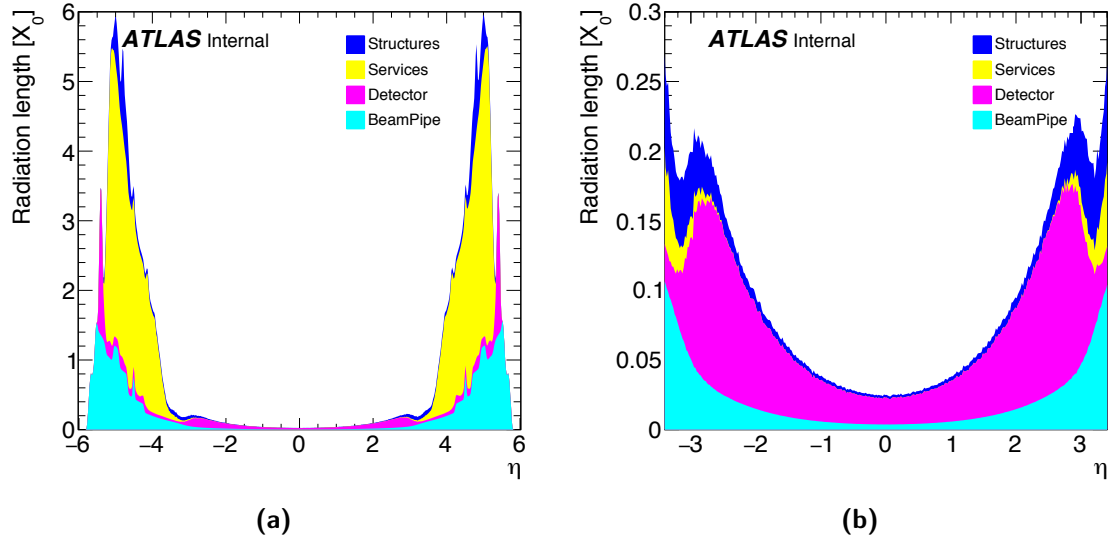 Radiation length [X0]
6
5
4
3
2
1
0
ATLAS Internal
Structures
Services
Detector
BeamPipe
−6 −4 −2 0 2 4 6
η
(a)
Radiation length [X0]
0.3
0.25
0.2
0.15
0.1
0.05
0
ATLAS Internal
Structures
Services
Detector
BeamPipe
−3 −2 −1 0 1 2 3
η
(b)